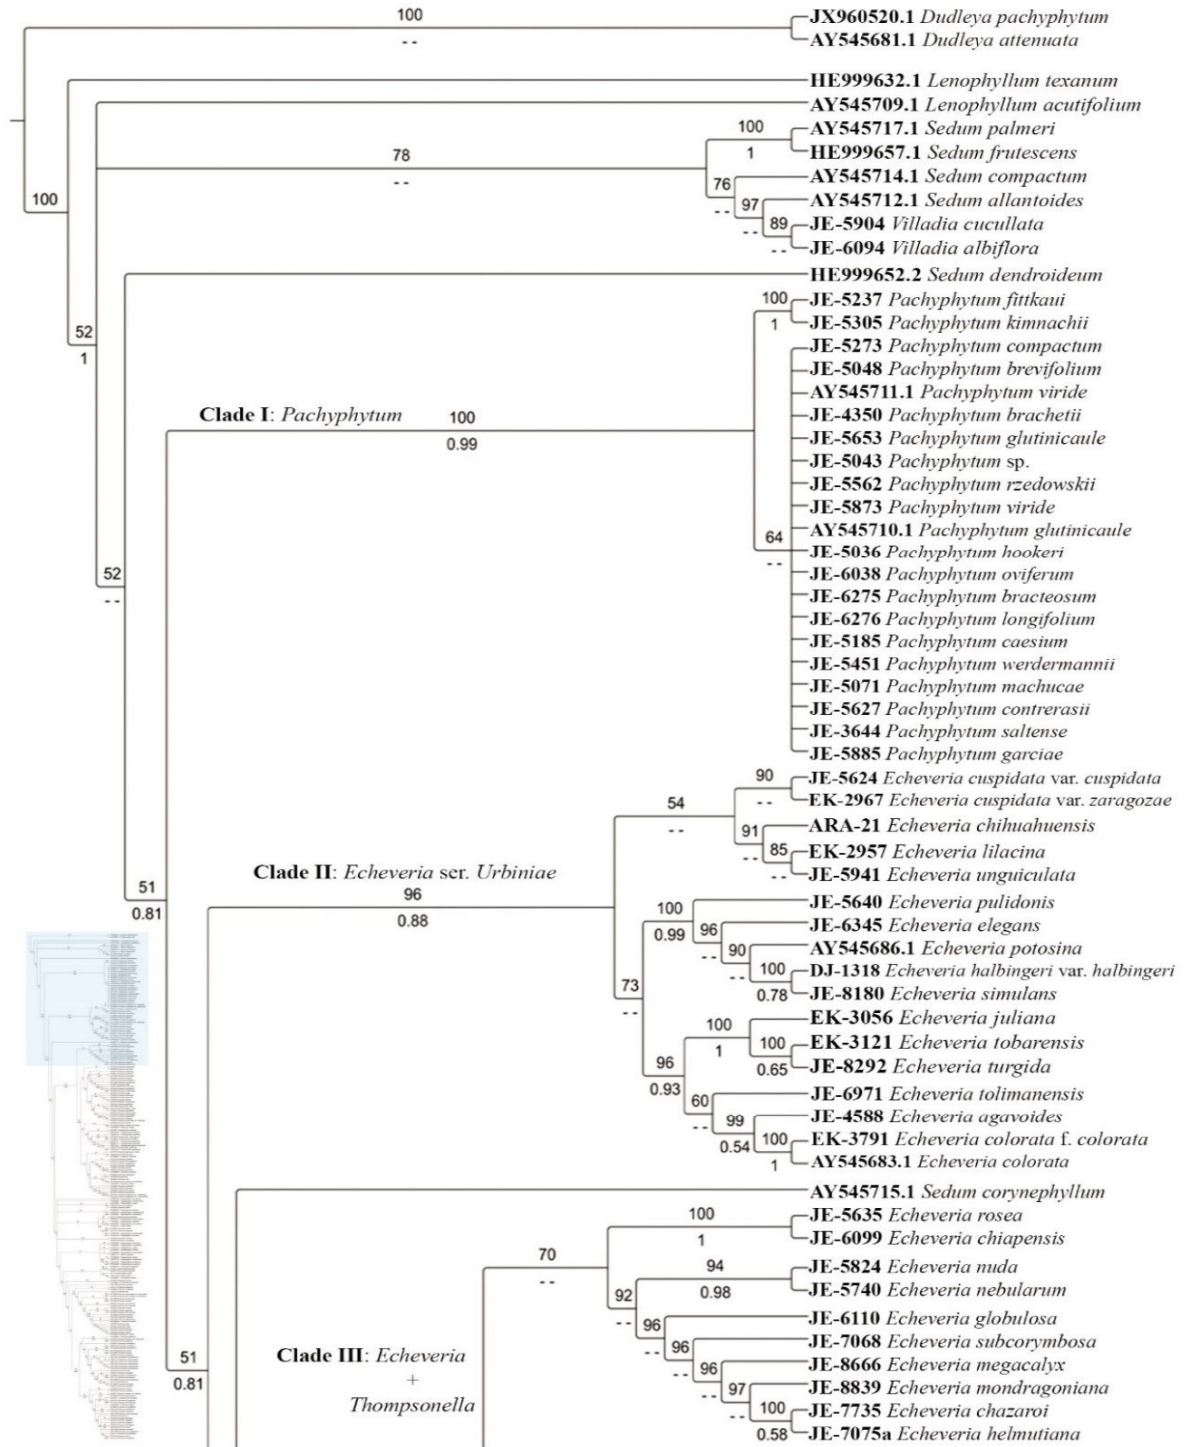 100
--
JX960520.1 Dudleya pachyphytum
AY545681.1 Dudleya attenuata
HE999632.1 Lenophyllum texanum
AY545709.1 Lenophyllum acutifolium
100
78
--
100
1
AY545717.1 Sedum palmeri
HE999657.1 Sedum frutescens
76
--
AY545714.1 Sedum compactum
97
--
AY545712.1 Sedum allantoides
89
--
JE-5904 Villadia cucullata
JE-6094 Villadia albiflora
52
1
HE999652.2 Sedum dendroideum
100
1
JE-5237 Pachyphytum fittkaui
JE-5305 Pachyphytum kimnachii
Clade I: Pachyphytum
100
0.99
JE-5273 Pachyphytum compactum
JE-5048 Pachyphytum brevifolium
AY545711.1 Pachyphytum viride
JE-4350 Pachyphytum brachetii
JE-5653 Pachyphytum glutinicaule
JE-5043 Pachyphytum sp.
JE-5562 Pachyphytum rzedowskii
JE-5873 Pachyphytum viride
AY545710.1 Pachyphytum glutinicaule
64
--
JE-5036 Pachyphytum hookeri
JE-6038 Pachyphytum oviferum
JE-6275 Pachyphytum bracteosum
JE-6276 Pachyphytum longifolium
JE-5185 Pachyphytum caesium
JE-5451 Pachyphytum werdermannii
JE-5071 Pachyphytum machucae
JE-5627 Pachyphytum contrerasii
JE-3644 Pachyphytum saltense
JE-5885 Pachyphytum garciae
52
--
54
--
90
--
JE-5624 Echeveria cuspidata var. cuspidata
EK-2967 Echeveria cuspidata var. zaragozae
91
--
ARA-21 Echeveria chihuahuensis
85
--
EK-2957 Echeveria lilacina
JE-5941 Echeveria unguiculata
51
0.81
Clade II: Echeveria ser. Urbiniae
96
0.88
100
0.99
JE-5640 Echeveria pulidonis
96
--
JE-6345 Echeveria elegans
90
--
AY545686.1 Echeveria potosina
100
0.78
DJ-1318 Echeveria halbingeri var. halbingeri
JE-8180 Echeveria simulans
73
--
100
1
EK-3056 Echeveria juliana
100
0.65
EK-3121 Echeveria tobarensis
JE-8292 Echeveria turgida
96
0.93
60
--
JE-6971 Echeveria tolimanensis
99
0.54
JE-4588 Echeveria agavoides
100
1
EK-3791 Echeveria colorata f. colorata
AY545683.1 Echeveria colorata
AY545715.1 Sedum corynephyllum
100
1
JE-5635 Echeveria rosea
JE-6099 Echeveria chiapensis
70
--
94
0.98
JE-5824 Echeveria nuda
JE-5740 Echeveria nebularum
92
--
96
--
JE-6110 Echeveria globulosa
96
--
JE-7068 Echeveria subcorymbosa
96
--
JE-8666 Echeveria megacalyx
97
--
JE-8839 Echeveria mondragoniana
100
0.58
JE-7735 Echeveria chazaroi
JE-7075a Echeveria helmutiana
51
0.81
Clade III: Echeveria
+
Thompsonella